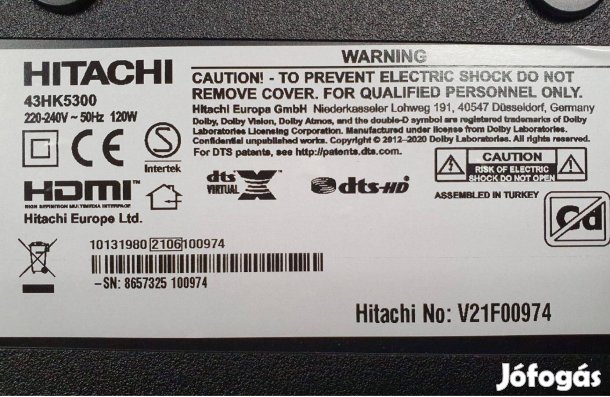 HITACHI
43HK5300
220-240V ~ 50Hz 120W
CE
S
Intertek
HDMI
HIGH DEFINITION MULTIMEDIA INTERFACE
Hitachi Europe Ltd.
WARNING
CAUTION! - TO PREVENT ELECTRIC SHOCK DO NOT
REMOVE COVER. FOR QUALIFIED PERSONNEL ONLY.
Hitachi Europa GmbH Niederkasseler Lohweg 191, 40547 Düsseldorf, Germany
Dolby, Dolby Vision, Dolby Atmos, and the double-D symbol are registered trademarks of Dolby
Laboratories Licensing Corporation. Manufactured under license from Dolby Laboratories.
Confidential unpublished works. Copyright © 2012-2020 Dolby Laboratories. All rights reserved.
For DTS patents, see http://patents.dts.com.
dts X
VIRTUAL
dts-HD
CAUTION
RISK OF ELECTRIC
SHOCK DO NOT OPEN
ASSEMBLED IN TURKEY
Cd
10131980 2106 100974
-SN: 8657325 100974
Hitachi No: V21F00974
Jófogás